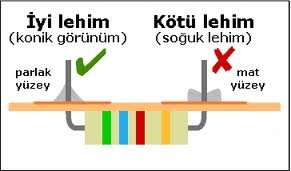 İyi lehim
(konik görünüm)
Kötü lehim
(soğuk lehim)
parlak
yüzey
mat
yüzey